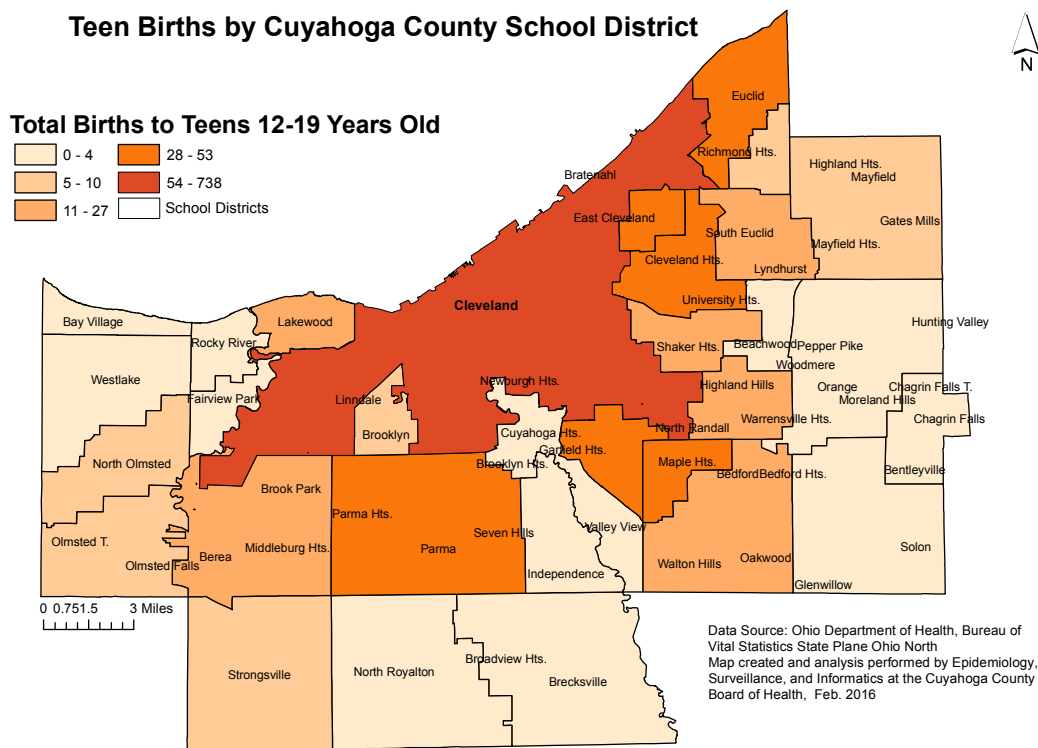 Teen Births by Cuyahoga County School District
N
Total Births to Teens 12-19 Years Old
0 - 4
28 - 53
5 - 10
54 - 738
11 - 27
School Districts
Euclid
Richmond Hts.
Highland Hts.
Mayfield
Bratenahl
East Cleveland
Gates Mills
South Euclid
Mayfield Hts.
Cleveland Hts.
Lyndhurst
University Hts.
Cleveland
Bay Village
Lakewood
Hunting Valley
Rocky River
Beachwood
Pepper Pike
Shaker Hts.
Woodmere
Westlake
Newburgh Hts.
Highland Hills
Orange
Chagrin Falls T.
Fairview Park
Linndale
Moreland Hills
Warrensville Hts.
Chagrin Falls
North Randall
Brooklyn
Cuyahoga Hts.
Garfield Hts.
North Olmsted
Brooklyn Hts.
Maple Hts.
Bedford
Bedford Hts.
Bentleyville
Brook Park
Parma Hts.
Valley View
Seven Hills
Olmsted T.
Middleburg Hts.
Parma
Solon
Berea
Oakwood
Olmsted Falls
Walton Hills
Independence
Glenwillow
0 0.751.5 3 Miles
Strongsville
North Royalton
Broadview Hts.
Brecksville
Data Source: Ohio Department of Health, Bureau of
Vital Statistics State Plane Ohio North
Map created and analysis performed by Epidemiology,
Surveillance, and Informatics at the Cuyahoga County
Board of Health, Feb. 2016